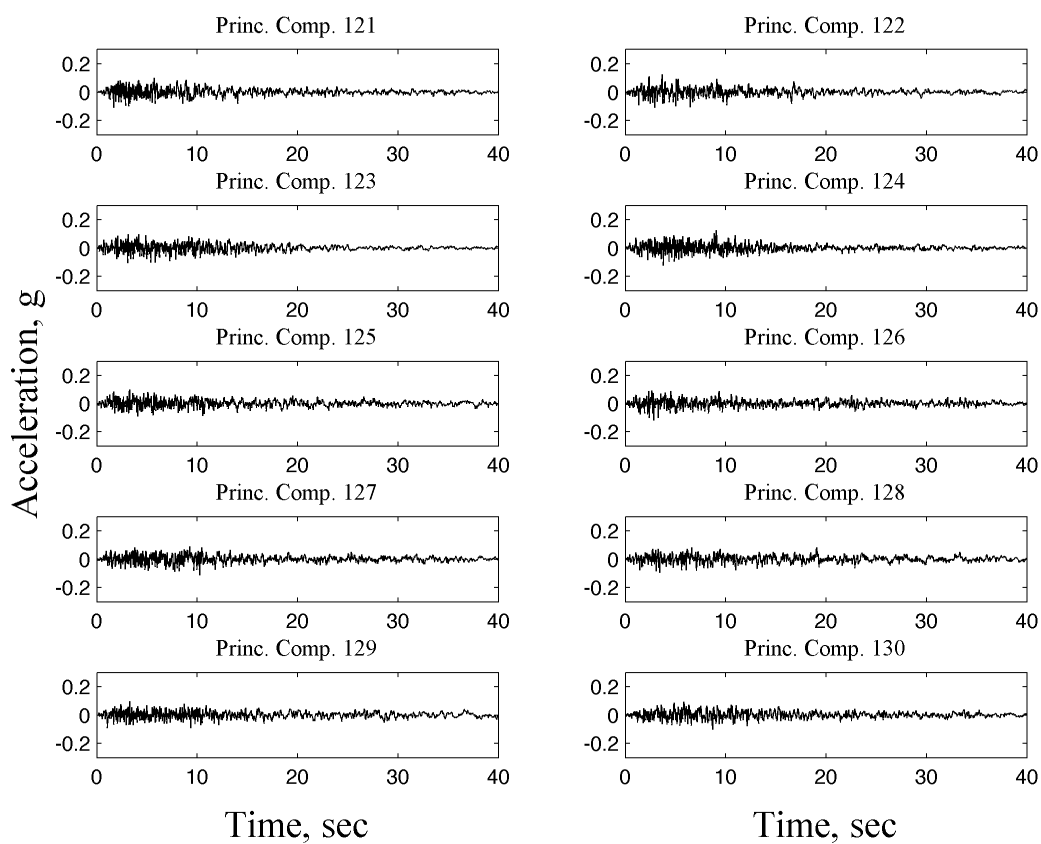 Princ. Comp. 121
0.2
0
-0.2
0 10 20 30 40
Princ. Comp. 122
0.2
0
-0.2
0 10 20 30 40
Princ. Comp. 123
0.2
0
-0.2
0 10 20 30 40
Princ. Comp. 124
0.2
0
-0.2
0 10 20 30 40
Princ. Comp. 125
0.2
0
-0.2
0 10 20 30 40
Princ. Comp. 126
0.2
0
-0.2
0 10 20 30 40
Princ. Comp. 127
0.2
0
-0.2
0 10 20 30 40
Princ. Comp. 128
0.2
0
-0.2
0 10 20 30 40
Princ. Comp. 129
0.2
0
-0.2
0 10 20 30 40
Princ. Comp. 130
0.2
0
-0.2
0 10 20 30 40
Acceleration, g
Time, sec
Time, sec